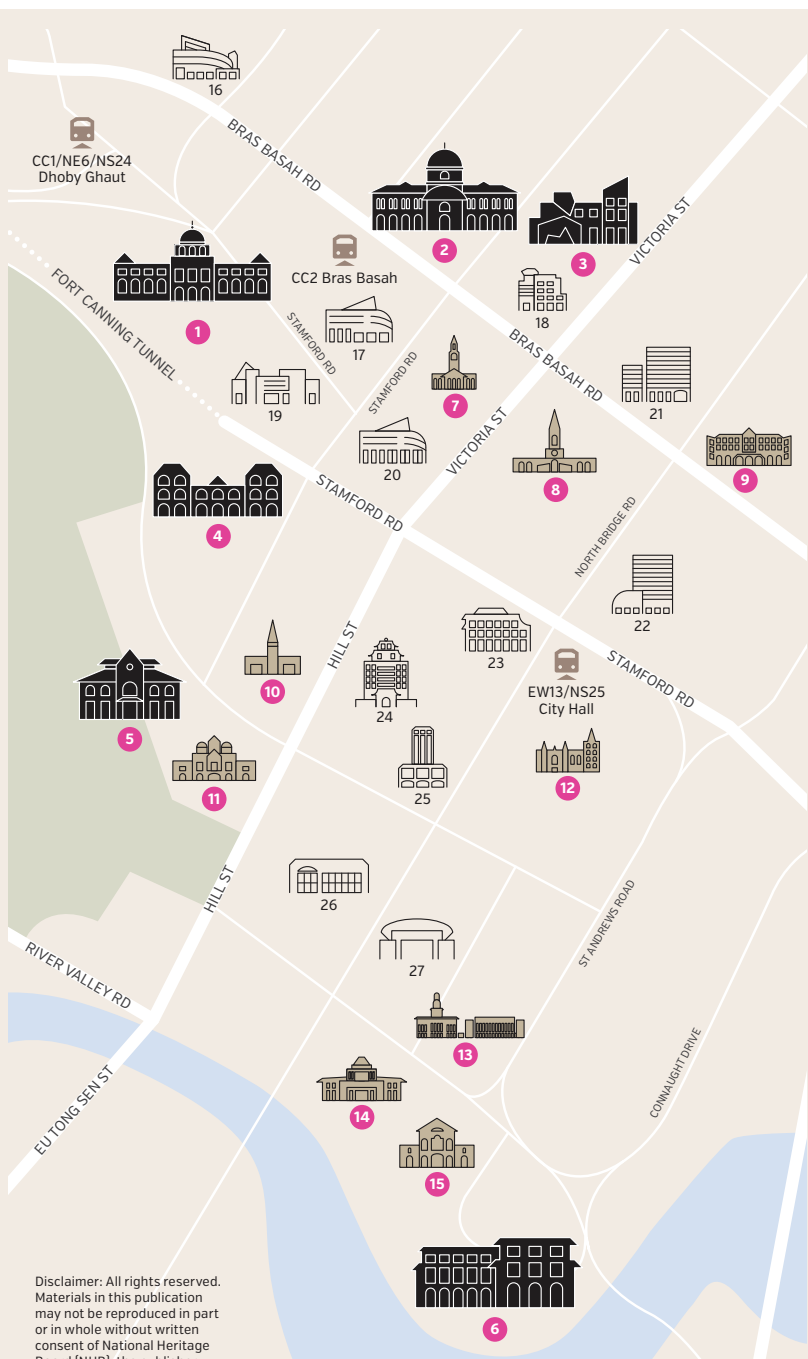 16
BRAS BASAH RD
CC1/NE6/NS24
Dhoby Ghaut
2
3
VICTORIA ST
CC2 Bras Basah
1
FORT CANNING TUNNEL
STAMFORD RD
17
18
STAMFORD RD
BRAS BASAH RD
7
19
21
20
VICTORIA ST
8
9
4
STAMFORD RD
NORTH BRIDGE RD
22
23
HILL ST
10
24
EW13/NS25
City Hall
STAMFORD RD
5
11
25
12
HILL ST
26
27
ST ANDREWS ROAD
RIVER VALLEY RD
13
CONNAUGHT DRIVE
14
EU TONG SEN ST
15
6
Disclaimer: All rights reserved.
Materials in this publication
may not be reproduced in part
or in whole without written
consent of National Heritage